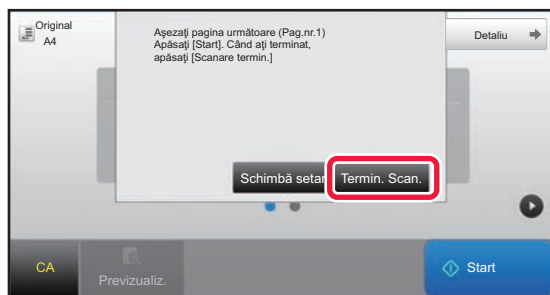 Original
A4
Aşezaţi pagina următoare (Pag.nr.1)
Apăsaţi [Start]. Când aţi terminat,
apăsaţi [Scanare termin.]
Detaliu
Schimbă setar
Termin. Scan.
CA
Previzualiz.
Start